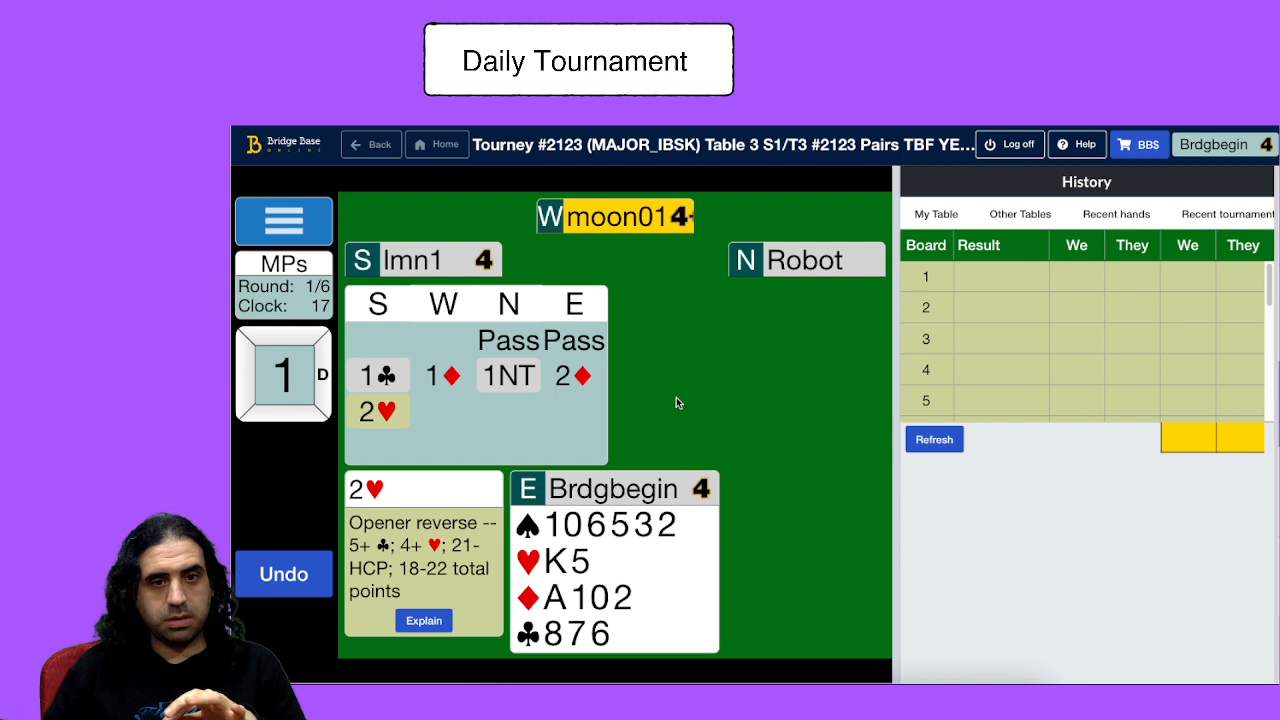 Daily Tournament
Bridge Base
ONLINE
Back
Home
Tourney #2123 (MAJOR_IBSK) Table 3 S1/T3 #2123 Pairs TBF YE...
Log off
Help
BB$
Brdgbegin 4
MPs
Round: 1/6
Clock: 17
1 D
Undo
W moon01 4
S lmn1 4
N Robot
S W N E
Pass Pass
1♣ 1♦ 1NT 2♦
2♥
2♥
Opener reverse --
5+ ♣; 4+ ♥; 21-
HCP; 18-22 total
points
Explain
E Brdgbegin 4
♠ 106532
♥ K5
♦ A102
♣ 876
History
My Table Other Tables Recent hands Recent tournament
Board Result We They We They
1
2
3
4
5
Refresh